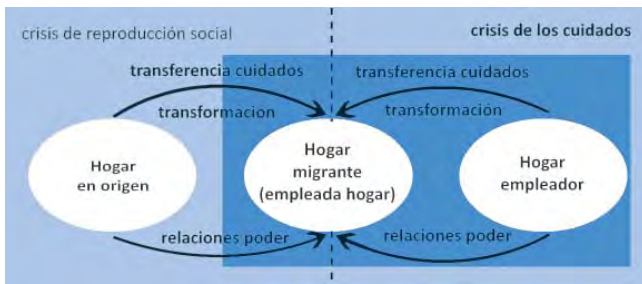 crisis de reproducción social
crisis de los cuidados
transferencia cuidados
transferencia cuidados
transformacion
transformación
Hogar
en origen
Hogar
migrante
(empleada hogar)
Hogar
empleador
relaciones poder
relaciones poder